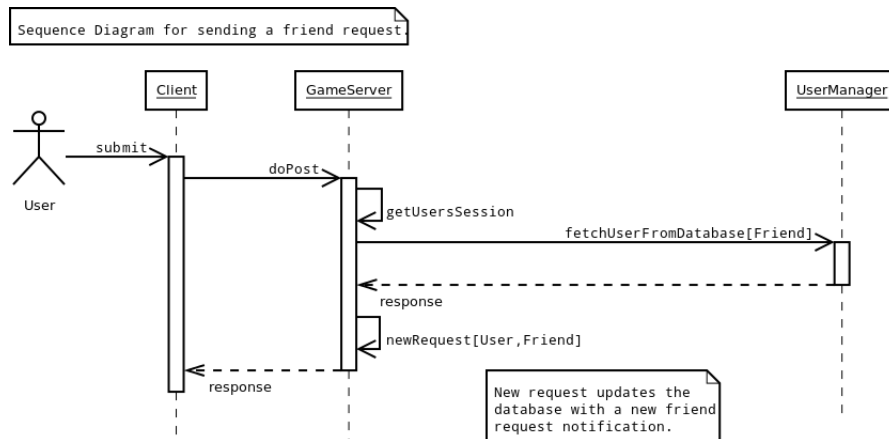 Sequence Diagram for sending a friend request.
Client
GameServer
UserManager
submit
doPost
User
getUsersSession
fetchUserFromDatabase[Friend]
response
newRequest[User,Friend]
response
New request updates the
database with a new friend
request notification.